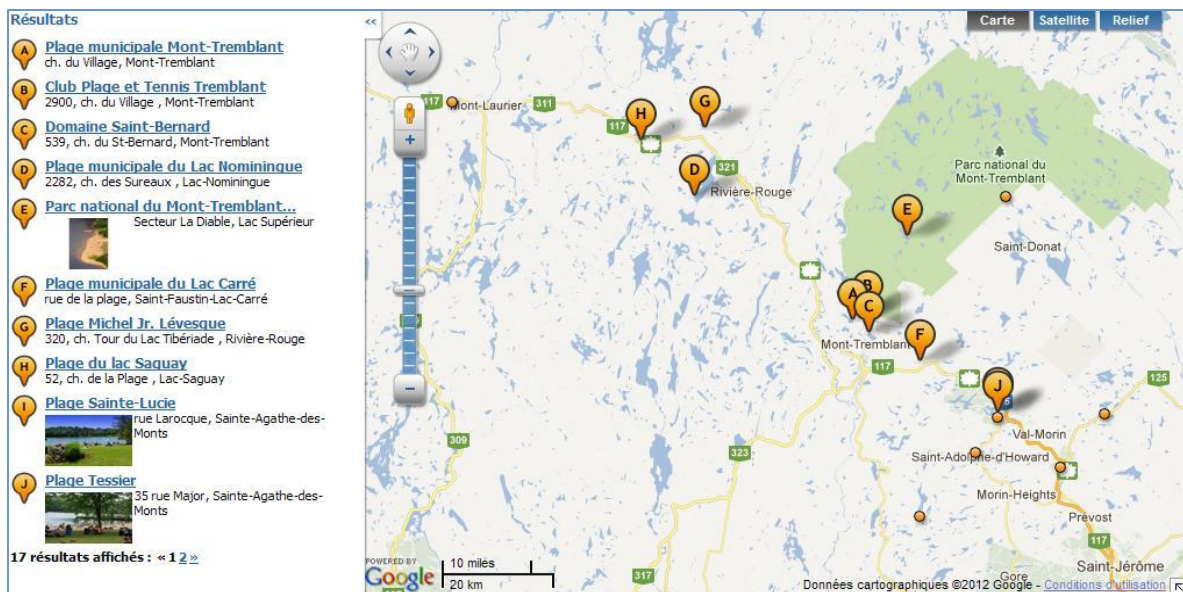 Résultats
A
Plage municipale Mont-Tremblant
ch. du Village, Mont-Tremblant
B
Club Plage et Tennis Tremblant
2900, ch. du Village , Mont-Tremblant
C
Domaine Saint-Bernard
539, ch. du St-Bernard, Mont-Tremblant
D
Plage municipale du Lac Nominingue
2282, ch. des Sureaux , Lac-Nominingue
E
Parc national du Mont-Tremblant...
Secteur La Diable, Lac Supérieur
F
Plage municipale du Lac Carré
rue de la plage, Saint-Faustin-Lac-Carré
G
Plage Michel Jr. Lévesque
320, ch. Tour du Lac Tibériade , Rivière-Rouge
H
Plage du lac Saguay
52, ch. de la Plage , Lac-Saguay
I
Plage Sainte-Lucie
rue Larocque, Sainte-Agathe-des-
Monts
J
Plage Tessier
35 rue Major, Sainte-Agathe-des-
Monts
17 résultats affichés : « 1 2 »
<<
Carte
Satellite
Relief
117
Mont-Laurier
311
117
H
G
D
321
Rivière-Rouge
Parc national du
Mont-Tremblant
E
Saint-Donat
A
B
C
Mont-Tremblant
F
117
J
125
Val-Morin
309
323
Saint-Adolphe-d'Howard
Morin-Heights
Prévost
117
Saint-Jérôme
317
Gore
+
−
POWERED BY
Google
10 miles
20 km
Données cartographiques ©2012 Google - Conditions d'utilisation